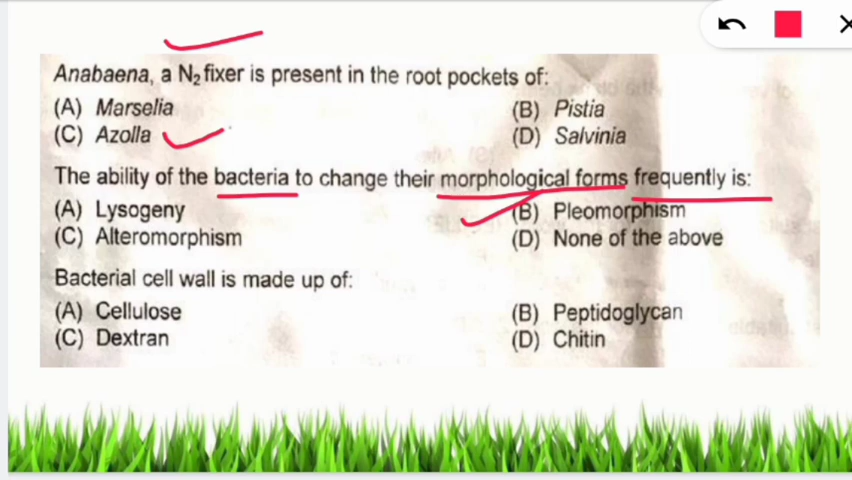 Anabaena, a N₂ fixer is present in the root pockets of:
(A) Marselia (B) Pistia
(C) Azolla (D) Salvinia
The ability of the bacteria to change their morphological forms frequently is:
(A) Lysogeny (B) Pleomorphism
(C) Alteromorphism (D) None of the above
Bacterial cell wall is made up of:
(A) Cellulose (B) Peptidoglycan
(C) Dextran (D) Chitin